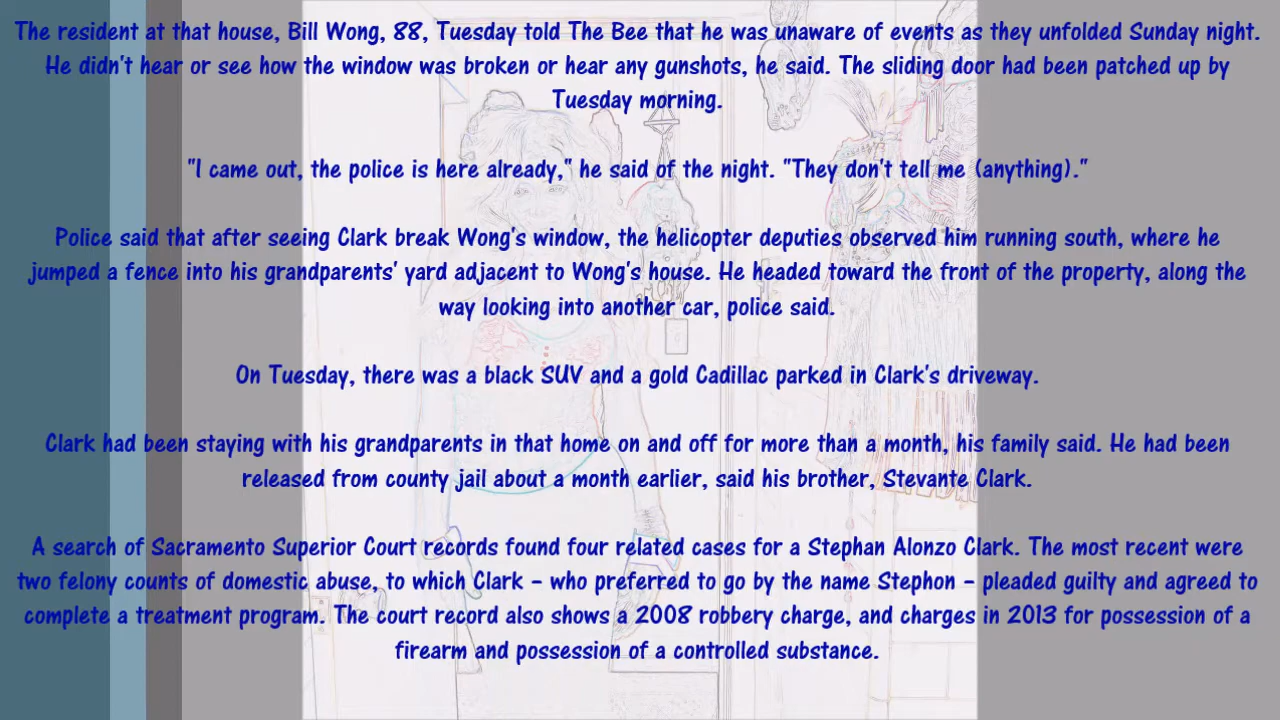 The resident at that house, Bill Wong, 88, Tuesday told The Bee that he was unaware of events as they unfolded Sunday night.
He didn't hear or see how the window was broken or hear any gunshots, he said. The sliding door had been patched up by
Tuesday morning.
"I came out, the police is here already," he said of the night. "They don't tell me (anything)."
Police said that after seeing Clark break Wong's window, the helicopter deputies observed him running south, where he
jumped a fence into his grandparents' yard adjacent to Wong's house. He headed toward the front of the property, along the
way looking into another car, police said.
On Tuesday, there was a black SUV and a gold Cadillac parked in Clark's driveway.
Clark had been staying with his grandparents in that home on and off for more than a month, his family said. He had been
released from county jail about a month earlier, said his brother, Stevante Clark.
A search of Sacramento Superior Court records found four related cases for a Stephan Alonzo Clark. The most recent were
two felony counts of domestic abuse, to which Clark – who preferred to go by the name Stephon – pleaded guilty and agreed to
complete a treatment program. The court record also shows a 2008 robbery charge, and charges in 2013 for possession of a
firearm and possession of a controlled substance.